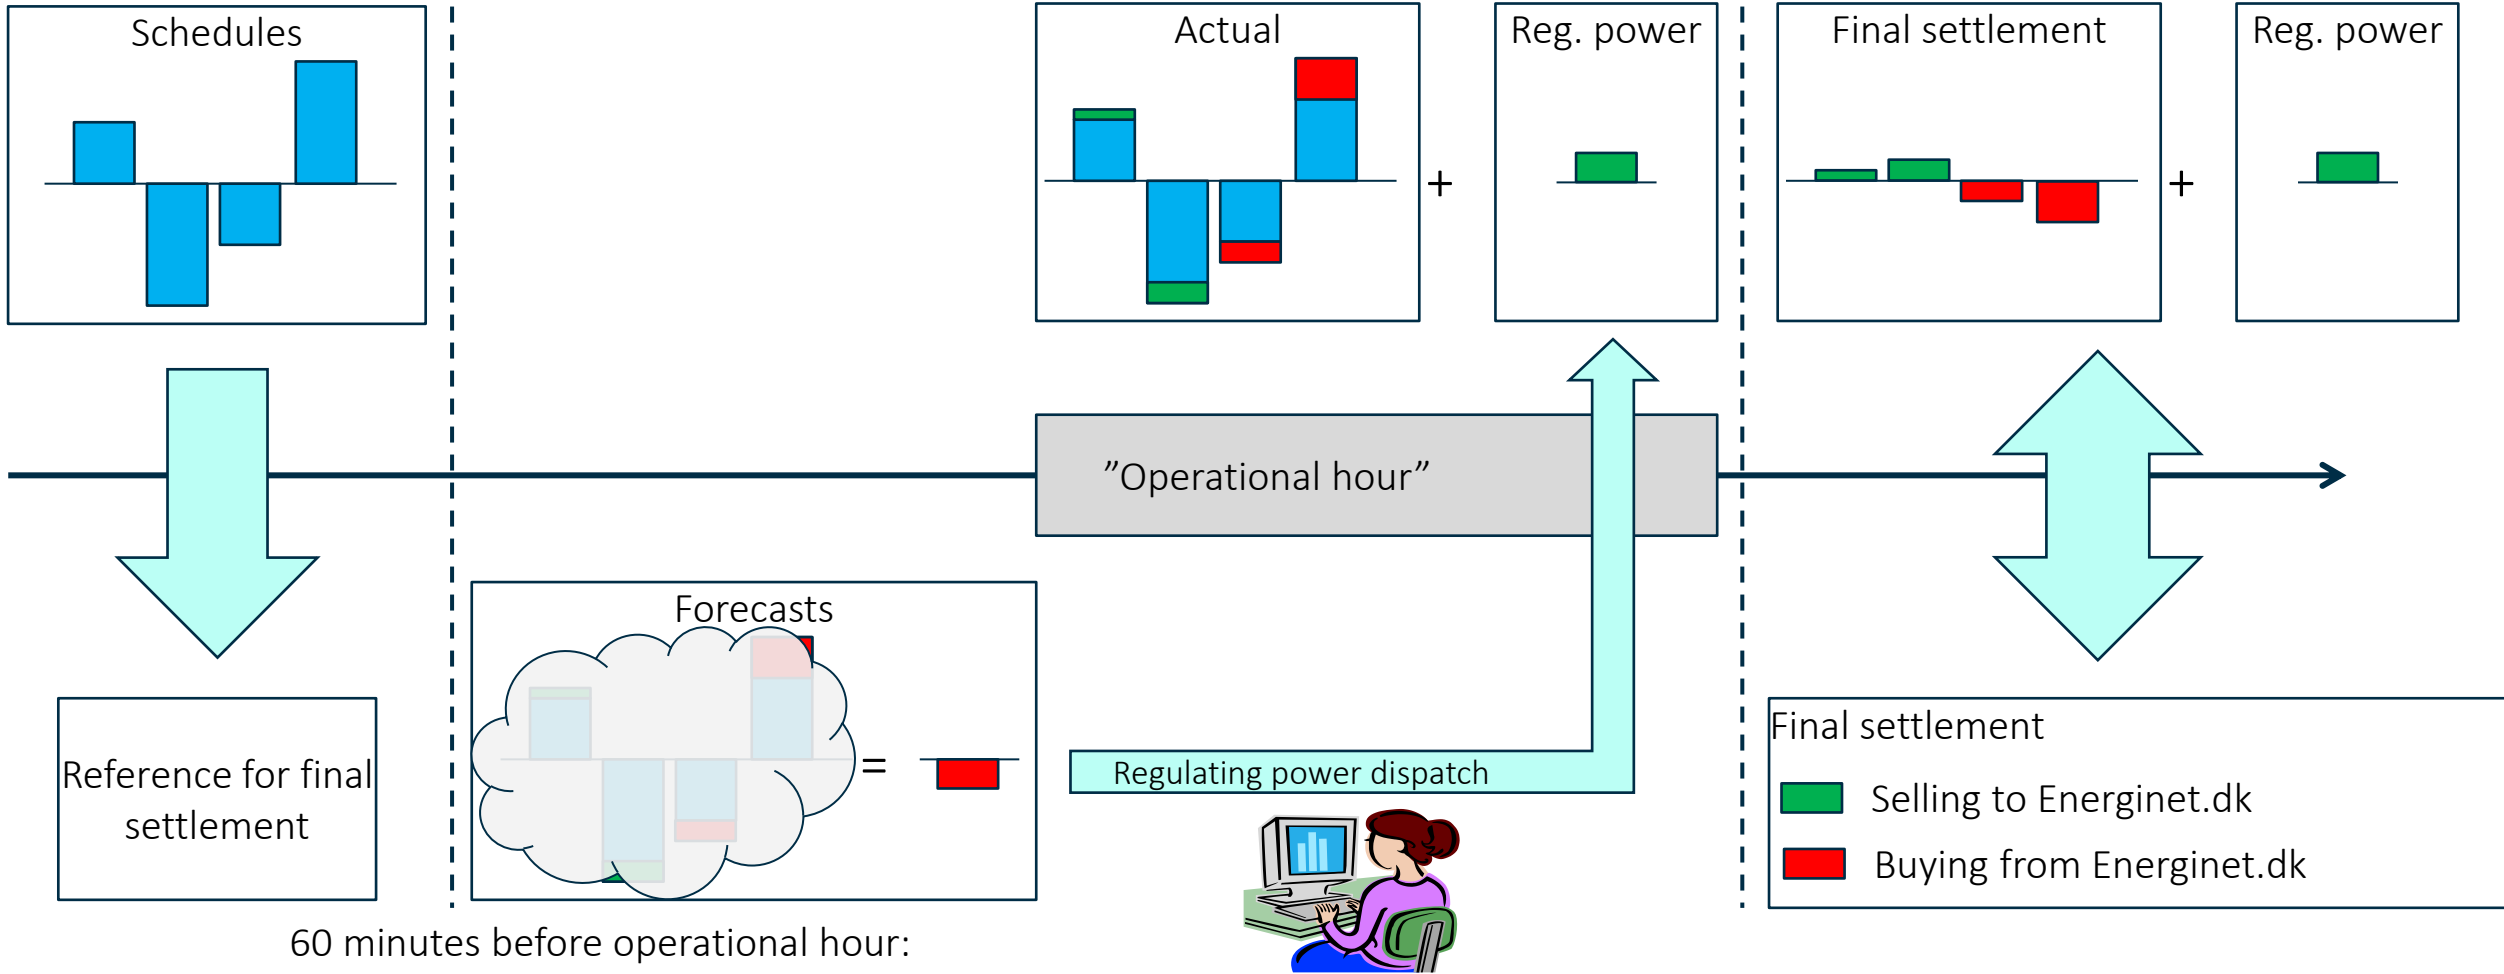 Schedules
Actual
+
Reg. power
Final settlement
+
Reg. power
”Operational hour”
Forecasts
=
Reference for final
settlement
Regulating power dispatch
Final settlement
Selling to Energinet.dk
Buying from Energinet.dk
60 minutes before operational hour: